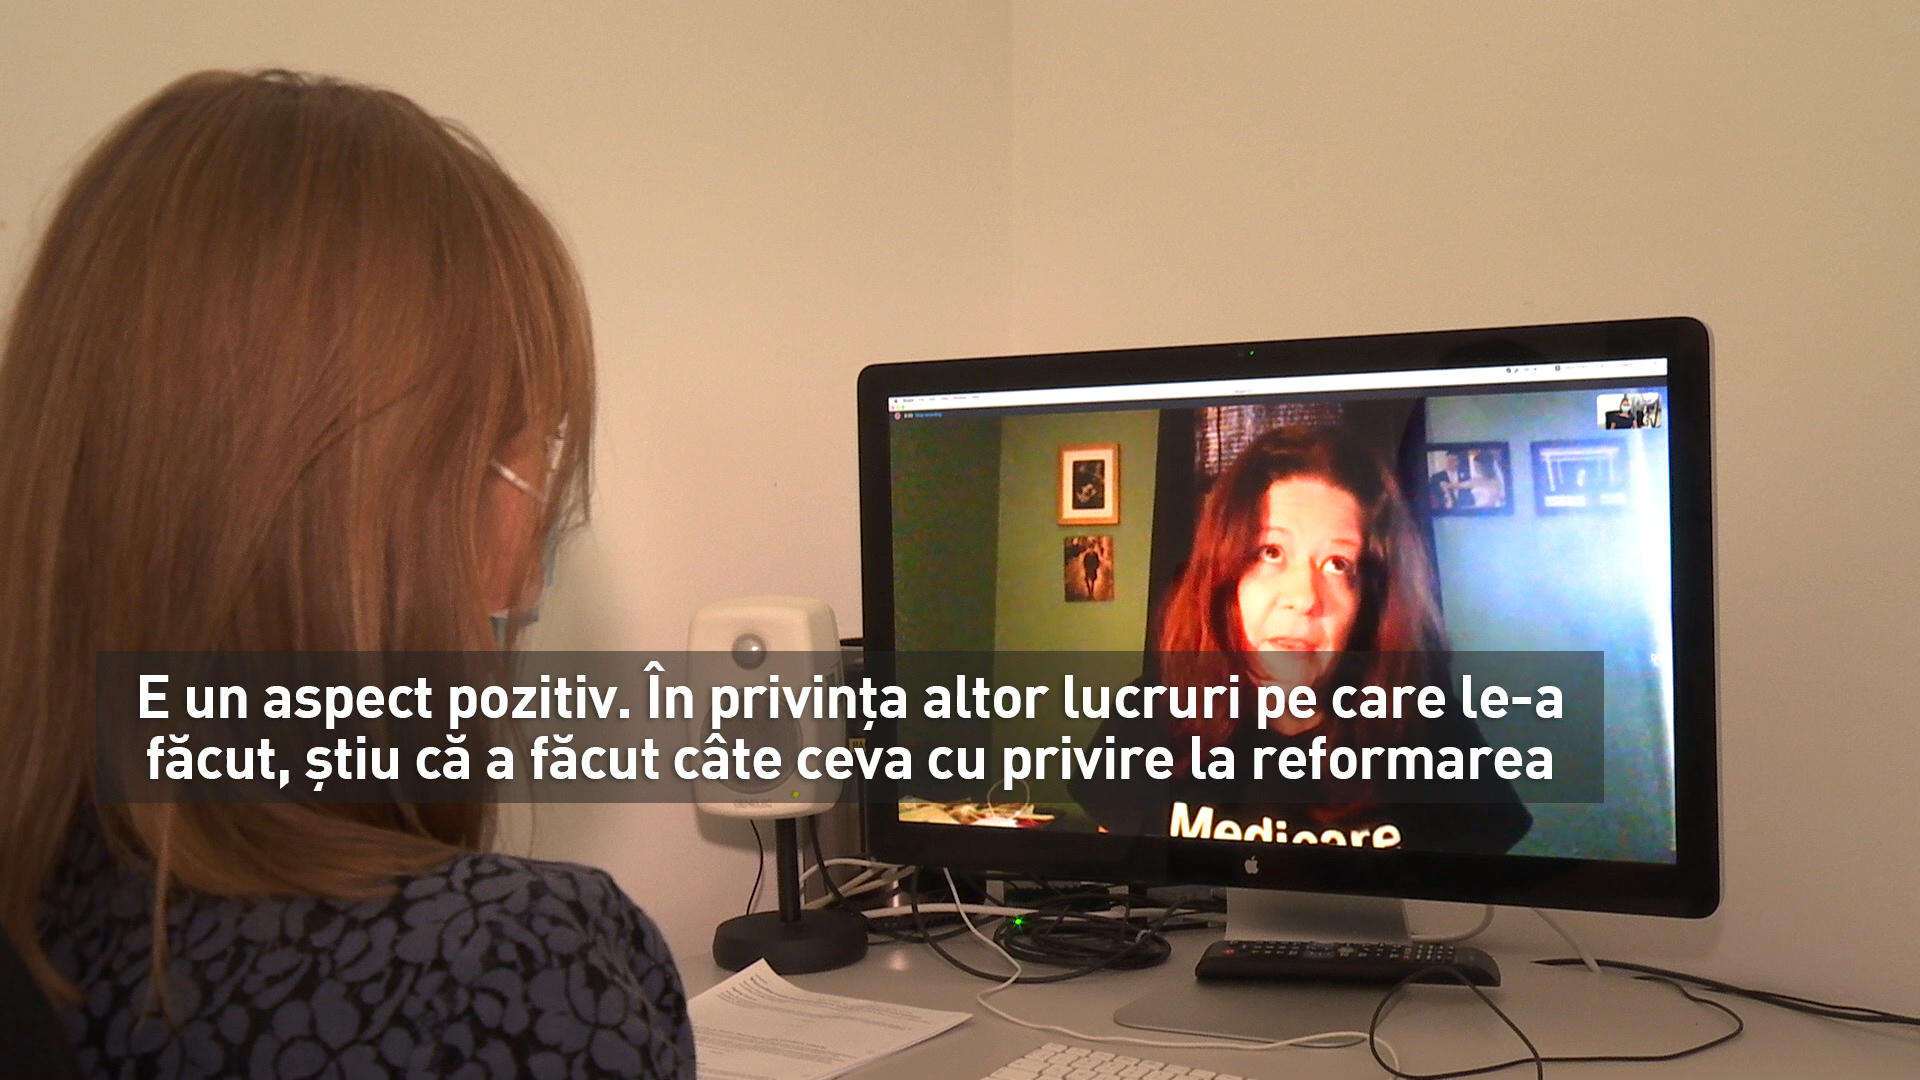 E un aspect pozitiv. În privința altor lucruri pe care le-a
făcut, știu că a făcut câte ceva cu privire la reformarea
Medicare